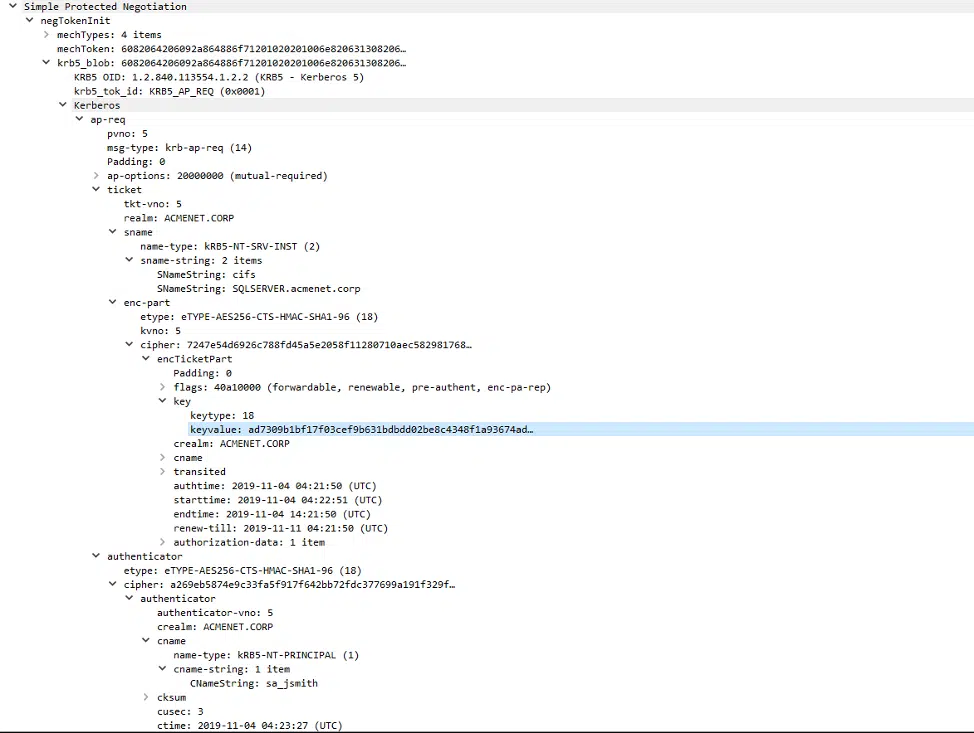 Simple Protected Negotiation
negTokenInit
mechTypes: 4 items
mechToken: 6082064206092a864886f71201020201006e820631308206…
krb5_blob: 6082064206092a864886f71201020201006e820631308206…
KRB5 OID: 1.2.840.113554.1.2.2 (KRB5 - Kerberos 5)
krb5_tok_id: KRB5_AP_REQ (0x0001)
Kerberos
ap-req
pvno: 5
msg-type: krb-ap-req (14)
Padding: 0
ap-options: 20000000 (mutual-required)
ticket
tkt-vno: 5
realm: ACMENET.CORP
sname
name-type: kRB5-NT-SRV-INST (2)
sname-string: 2 items
SNameString: cifs
SNameString: SQLSERVER.acmenet.corp
enc-part
etype: eTYPE-AES256-CTS-HMAC-SHA1-96 (18)
kvno: 5
cipher: 7247e54d6926c788fd45a5e2058f11280710aec582981768…
encTicketPart
Padding: 0
flags: 40a10000 (forwardable, renewable, pre-authent, enc-pa-rep)
key
keytype: 18
keyvalue: ad7309b1bf17f03cef9b631bdbdd02be8c4348f1a93674ad…
crealm: ACMENET.CORP
cname
transited
authtime: 2019-11-04 04:21:50 (UTC)
starttime: 2019-11-04 04:22:51 (UTC)
endtime: 2019-11-04 14:21:50 (UTC)
renew-till: 2019-11-11 04:21:50 (UTC)
authorization-data: 1 item
authenticator
etype: eTYPE-AES256-CTS-HMAC-SHA1-96 (18)
cipher: a269eb5874e9c33fa5f917f642bb72fdc377699a191f329f…
authenticator
authenticator-vno: 5
crealm: ACMENET.CORP
cname
name-type: kRB5-NT-PRINCIPAL (1)
cname-string: 1 item
CNameString: sa_jsmith
cksum
cusec: 3
ctime: 2019-11-04 04:23:27 (UTC)